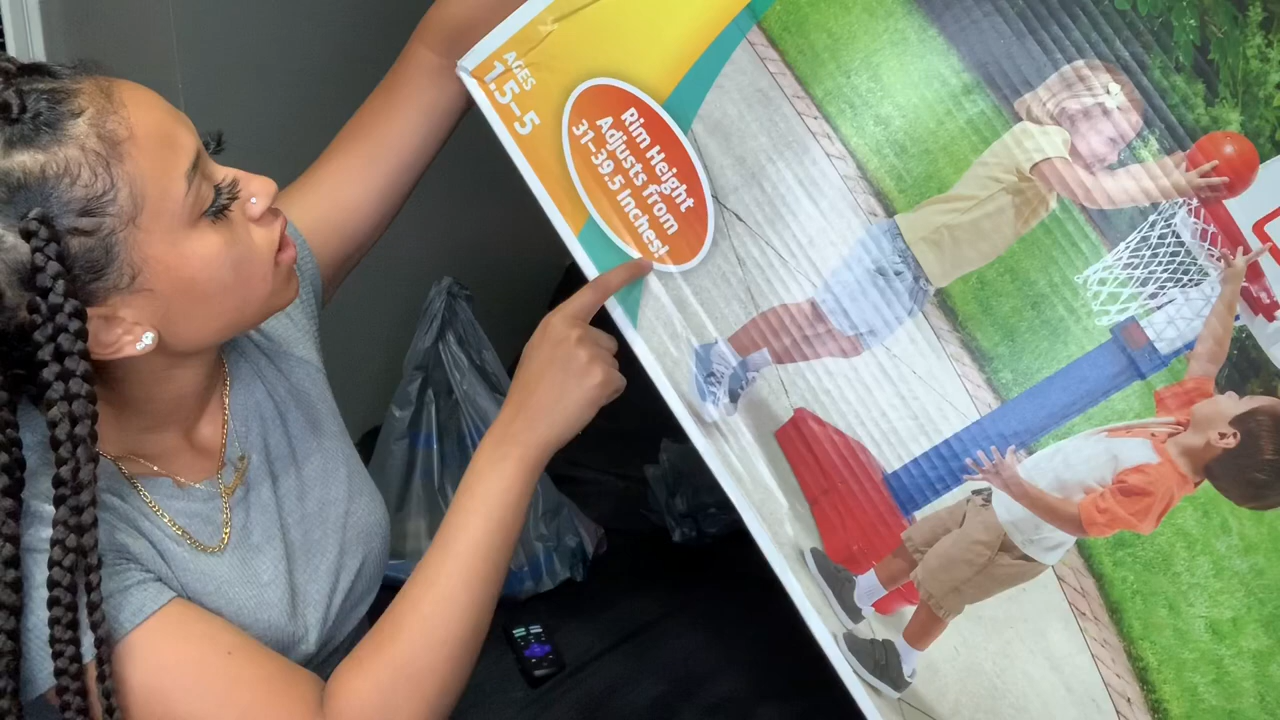 AGES
1.5–5
Rim Height
Adjusts from
31–39.5 Inches!